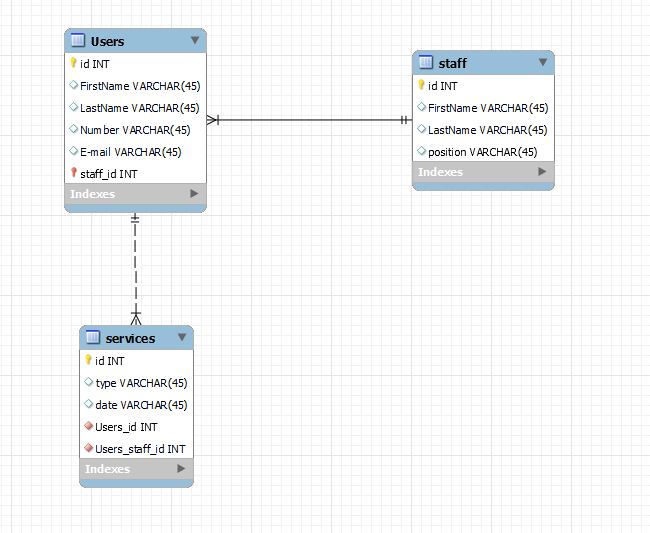 Users
id INT
FirstName VARCHAR(45)
LastName VARCHAR(45)
Number VARCHAR(45)
E-mail VARCHAR(45)
staff_id INT
Indexes
staff
id INT
FirstName VARCHAR(45)
LastName VARCHAR(45)
position VARCHAR(45)
Indexes
services
id INT
type VARCHAR(45)
date VARCHAR(45)
Users_id INT
Users_staff_id INT
Indexes